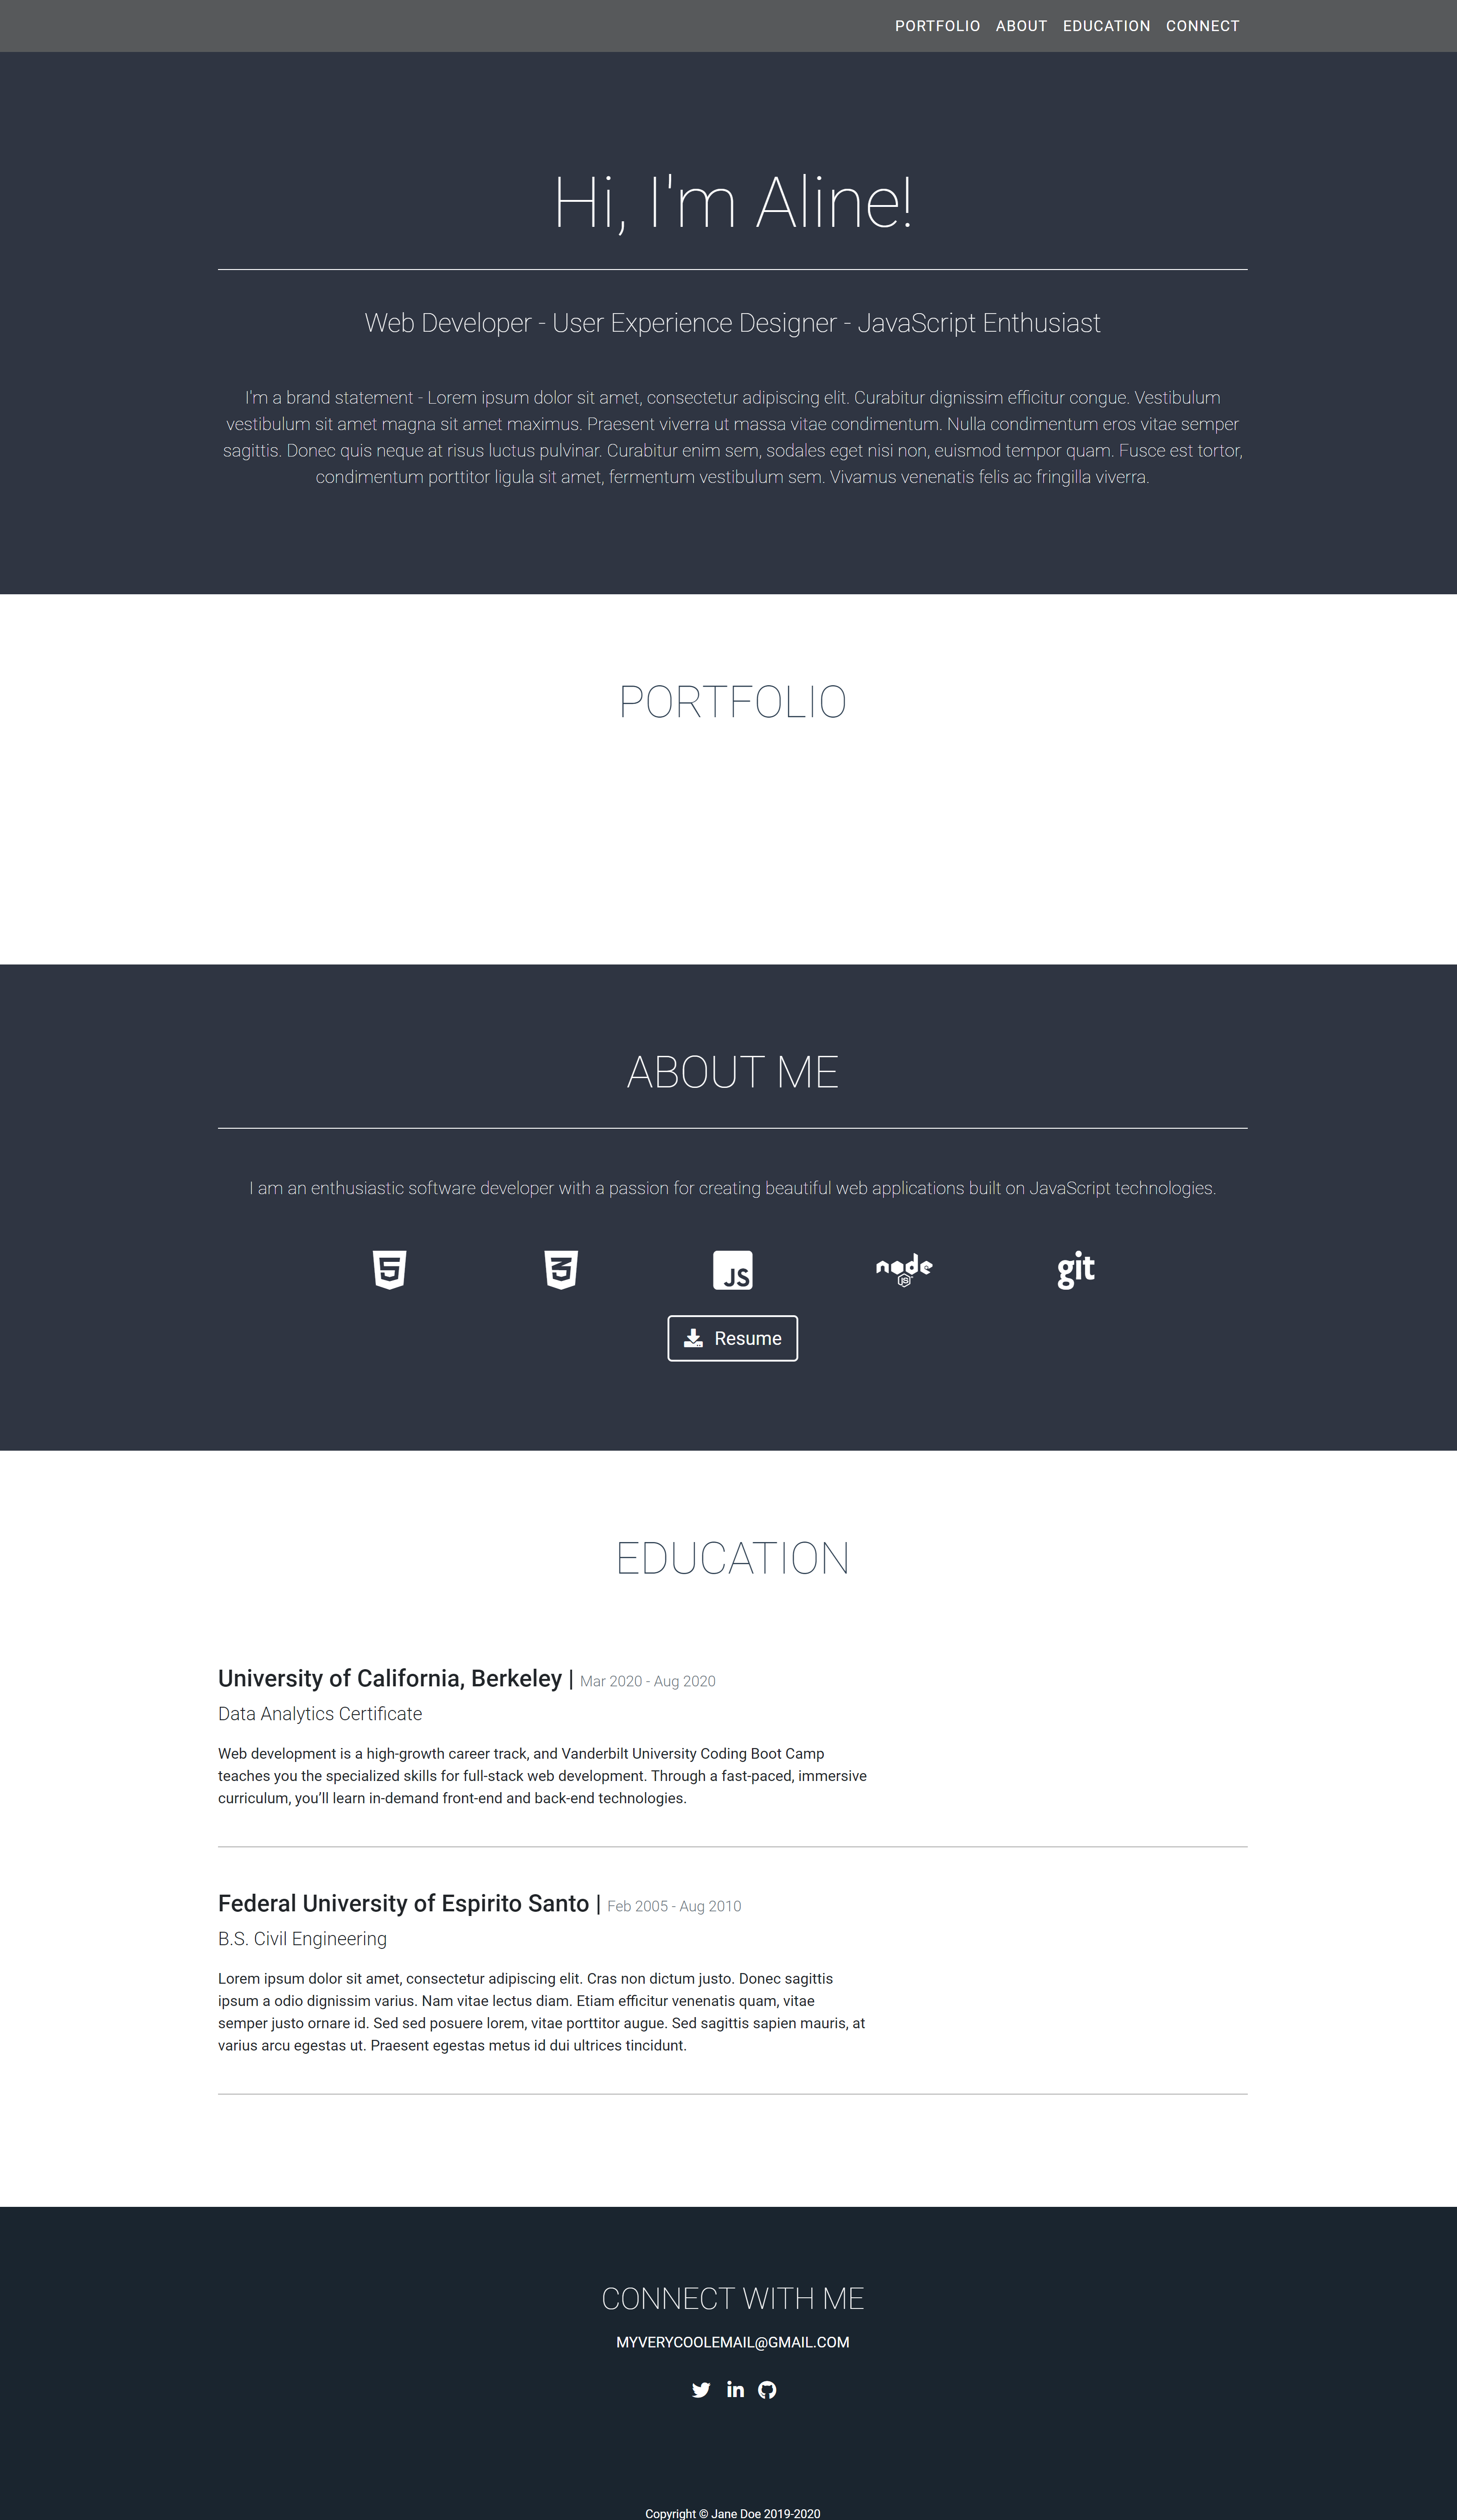 PORTFOLIO ABOUT EDUCATION CONNECT
Hi, I'm Aline!
Web Developer - User Experience Designer - JavaScript Enthusiast
I'm a brand statement - Lorem ipsum dolor sit amet, consectetur adipiscing elit. Curabitur dignissim efficitur congue. Vestibulum
vestibulum sit amet magna sit amet maximus. Praesent viverra ut massa vitae condimentum. Nulla condimentum eros vitae semper
sagittis. Donec quis neque at risus luctus pulvinar. Curabitur enim sem, sodales eget nisi non, euismod tempor quam. Fusce est tortor,
condimentum porttitor ligula sit amet, fermentum vestibulum sem. Vivamus venenatis felis ac fringilla viverra.
PORTFOLIO
ABOUT ME
I am an enthusiastic software developer with a passion for creating beautiful web applications built on JavaScript technologies.
5 3 JS node JS git
Resume
EDUCATION
University of California, Berkeley | Mar 2020 - Aug 2020
Data Analytics Certificate
Web development is a high-growth career track, and Vanderbilt University Coding Boot Camp
teaches you the specialized skills for full-stack web development. Through a fast-paced, immersive
curriculum, you’ll learn in-demand front-end and back-end technologies.
Federal University of Espirito Santo | Feb 2005 - Aug 2010
B.S. Civil Engineering
Lorem ipsum dolor sit amet, consectetur adipiscing elit. Cras non dictum justo. Donec sagittis
ipsum a odio dignissim varius. Nam vitae lectus diam. Etiam efficitur venenatis quam, vitae
semper justo ornare id. Sed sed posuere lorem, vitae porttitor augue. Sed sagittis sapien mauris, at
varius arcu egestas ut. Praesent egestas metus id dui ultrices tincidunt.
CONNECT WITH ME
MYVERYCOOLEMAIL@GMAIL.COM
in
Copyright © Jane Doe 2019-2020